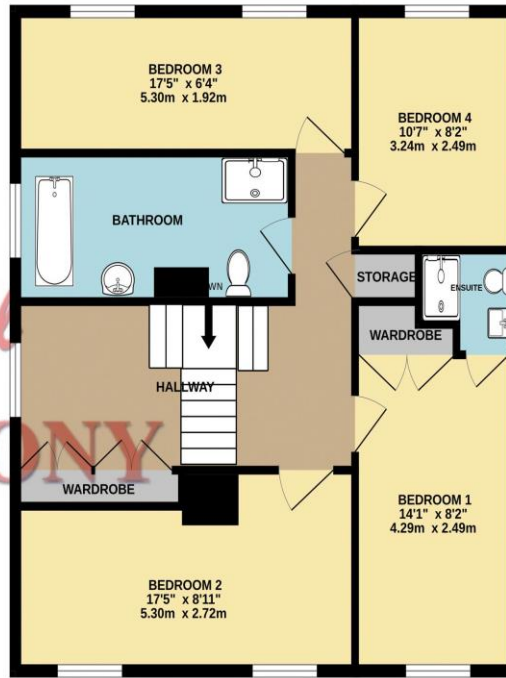 BEDROOM 3
17'5" x 6'4"
5.30m x 1.92m
BEDROOM 4
10'7" x 8'2"
3.24m x 2.49m
BATHROOM
WN
STORAGE
ENSUITE
WARDROBE
HALLWAY
ONY
WARDROBE
BEDROOM 1
14'1" x 8'2"
4.29m x 2.49m
BEDROOM 2
17'5" x 8'11"
5.30m x 2.72m